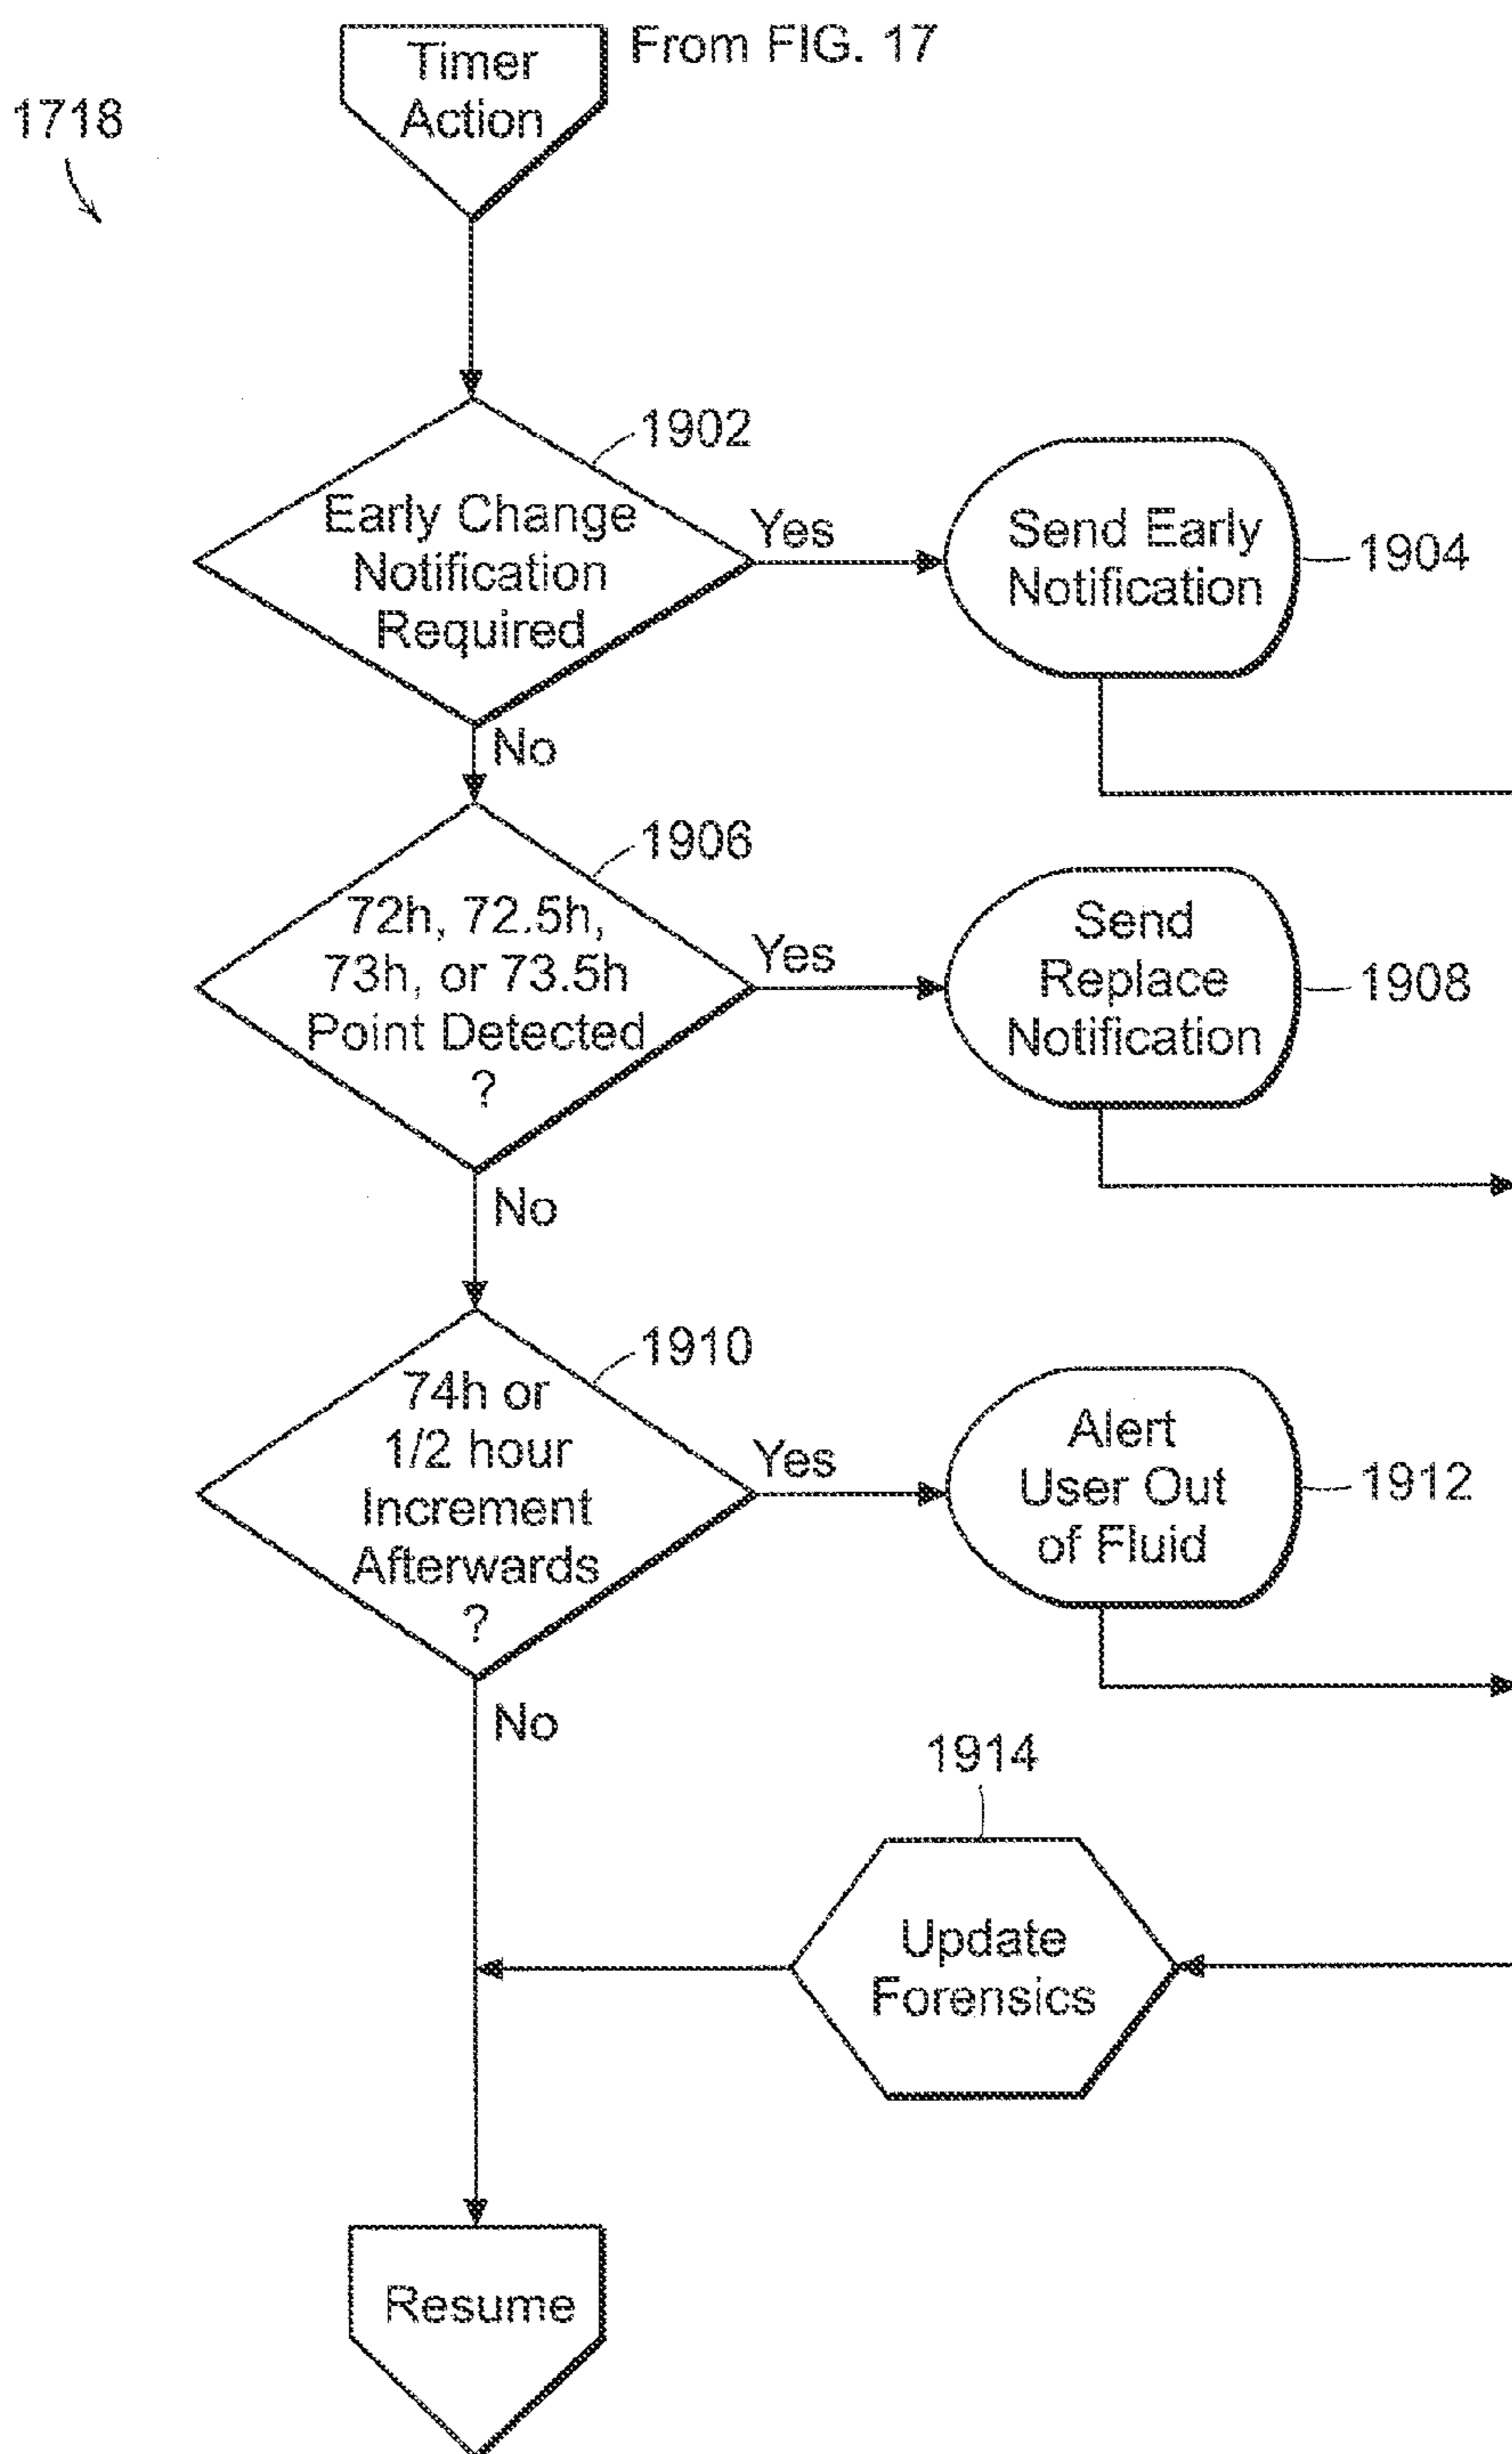 From FIG. 17
Timer
Action
1718
1902
Early Change
Notification
Required
Yes
Send Early
Notification
1904
No
1906
72h, 72.5h,
73h, or 73.5h
Point Detected
?
Yes
Send
Replace
Notification
1908
No
1910
74h or
1/2 hour
Increment
Afterwards
?
Yes
Alert
User Out
of Fluid
1912
No
1914
Update
Forensics
Resume